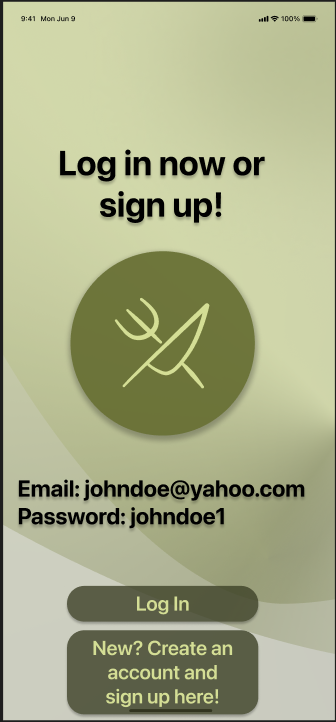 9:41 Mon Jun 9 100%
Log in now or
sign up!
Email: johndoe@yahoo.com
Password: johndoe1
Log In
New? Create an
account and
sign up here!